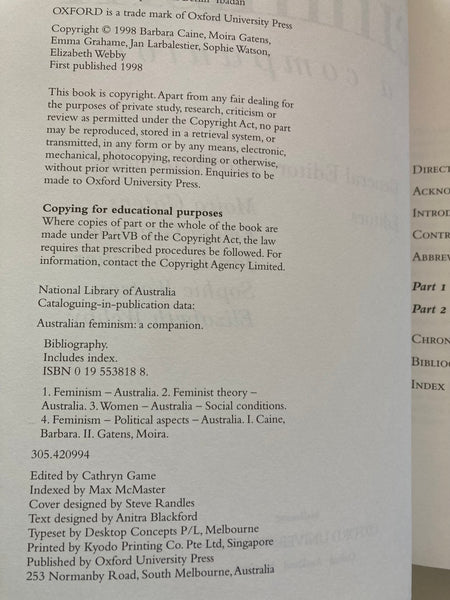 OXFORD is a trade mark of Oxford University Press
Copyright © 1998 Barbara Caine, Moira Gatens,
Emma Grahame, Jan Larbalestier, Sophie Watson,
Elizabeth Webby
First published 1998
This book is copyright. Apart from any fair dealing for
the purposes of private study, research, criticism or
review as permitted under the Copyright Act, no part
may be reproduced, stored in a retrieval system, or
transmitted, in any form or by any means, electronic,
mechanical, photocopying, recording or otherwise,
without prior written permission. Enquiries to be
made to Oxford University Press.
Copying for educational purposes
Where copies of part or the whole of the book are
made under Part VB of the Copyright Act, the law
requires that prescribed procedures be followed. For
information, contact the Copyright Agency Limited.
National Library of Australia
Cataloguing-in-publication data:
Australian feminism: a companion.
Bibliography.
Includes index.
ISBN 0 19 553818 8.
1. Feminism – Australia. 2. Feminist theory –
Australia. 3. Women – Australia – Social conditions.
4. Feminism – Political aspects – Australia. I. Caine,
Barbara. II. Gatens, Moira.
305.420994
Edited by Cathryn Game
Indexed by Max McMaster
Cover designed by Steve Randles
Text designed by Anitra Blackford
Typeset by Desktop Concepts P/L, Melbourne
Printed by Kyodo Printing Co. Pte Ltd, Singapore
Published by Oxford University Press
253 Normanby Road, South Melbourne, Australia
DIRECT
ACKNO
INTROD
CONTR
ABBREV
Part 1
Part 2
CHRON
BIBLIO
INDEX